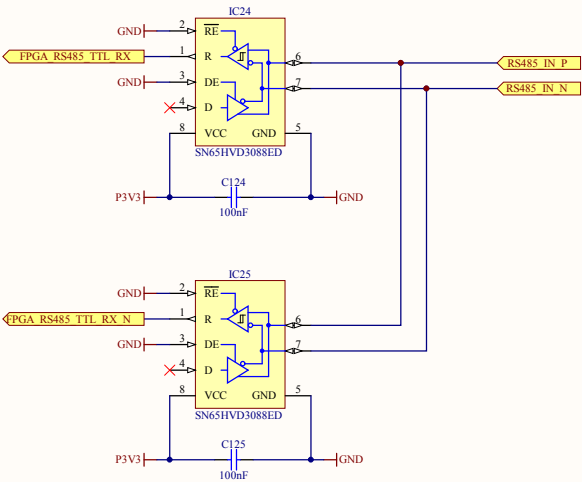 IC24
GND 2 RE
FPGA_RS485_TTL_RX 1 R 6 RS485_IN_P
GND 3 DE 7 RS485_IN_N
4 D
8 VCC GND 5
SN65HVD3088ED
C124
P3V3 GND
100nF
IC25
GND 2 RE
FPGA_RS485_TTL_RX_N 1 R 6
GND 3 DE 7
4 D
8 VCC GND 5
SN65HVD3088ED
C125
P3V3 GND
100nF